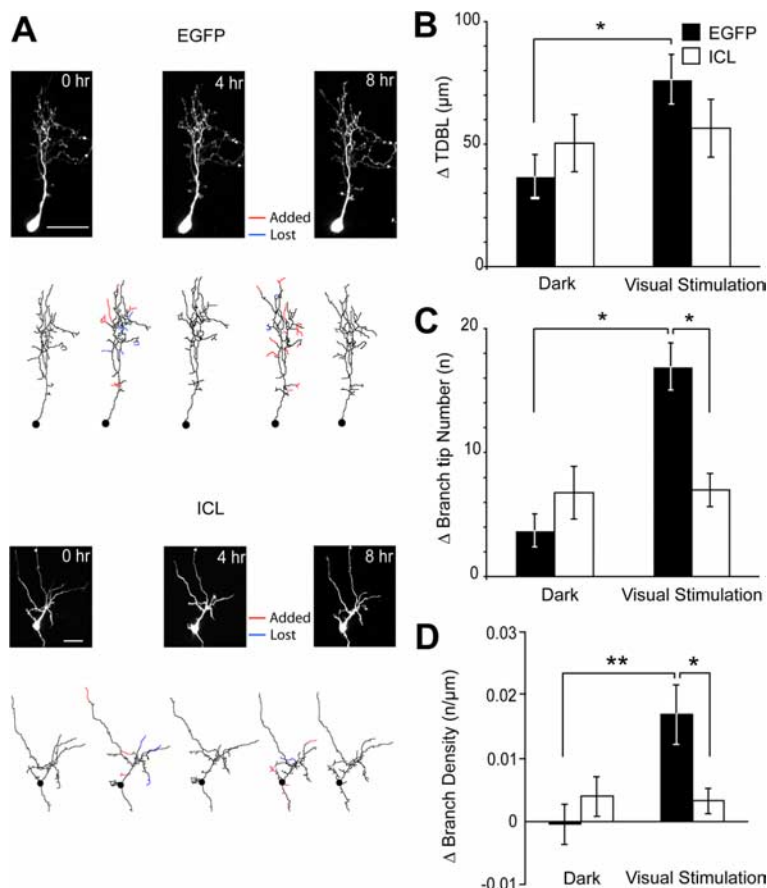 A
EGFP
0 hr
4 hr
8 hr
Added
Lost
ICL
0 hr
4 hr
8 hr
Added
Lost
B
*
EGFP
ICL
Δ TDBL (μm)
100
50
0
Dark
Visual Stimulation
C
*
*
Δ Branch tip Number (n)
20
10
0
Dark
Visual Stimulation
D
**
*
Δ Branch Density (n/μm)
0.03
0.02
0.01
0
-0.01
Dark
Visual Stimulation